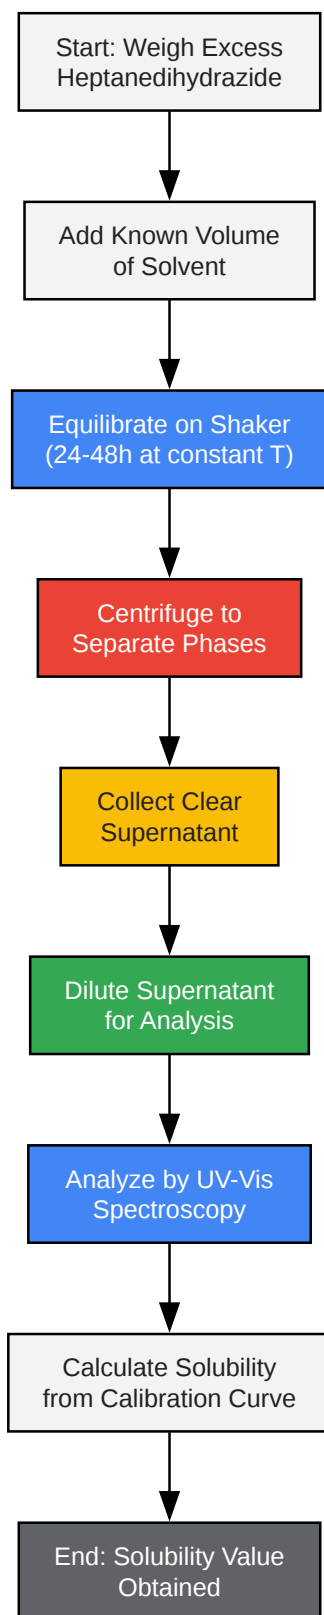 Start: Weigh Excess
Heptanedihydrazide
Add Known Volume
of Solvent
Equilibrate on Shaker
(24-48h at constant T)
Centrifuge to
Separate Phases
Collect Clear
Supernatant
Dilute Supernatant
for Analysis
Analyze by UV-Vis
Spectroscopy
Calculate Solubility
from Calibration Curve
End: Solubility Value
Obtained